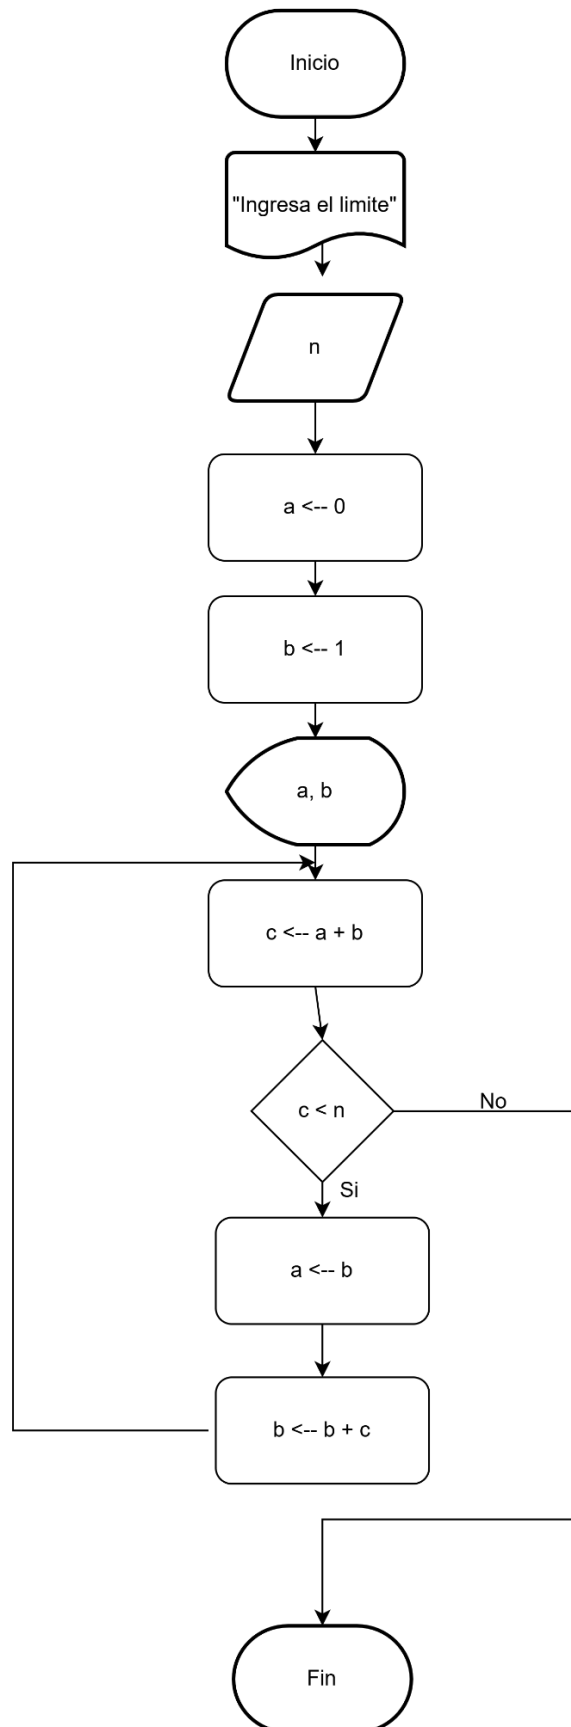 Inicio
"Ingresa el limite"
n
a <-- 0
b <-- 1
a, b
c <-- a + b
c < n
No
Si
a <-- b
b <-- b + c
Fin